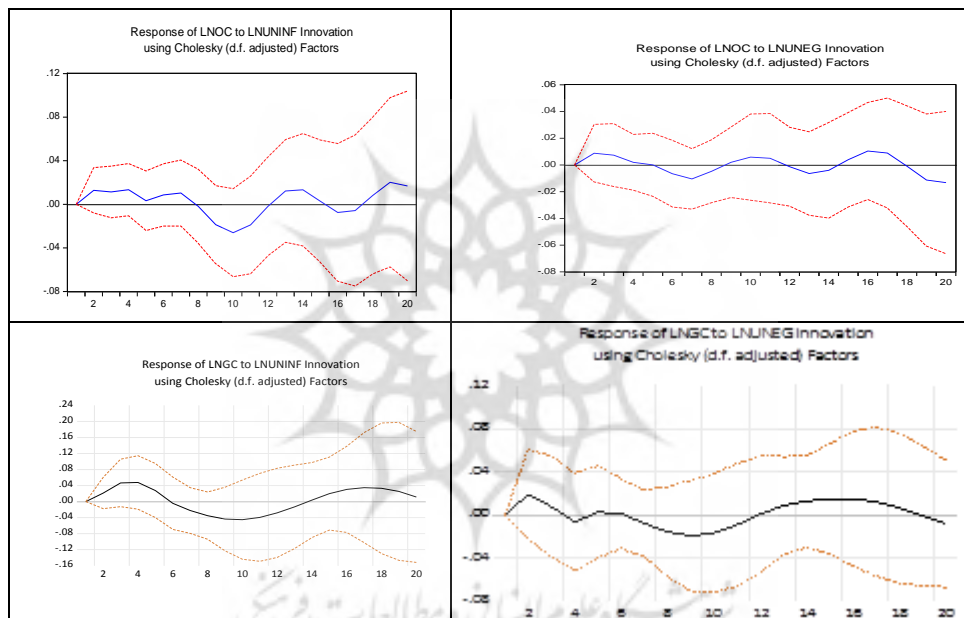 Response of LNOC to LNUNINF Innovation
using Cholesky (d.f. adjusted) Factors
.12
.08
.04
.00
-.04
-.08
2 4 6 8 10 12 14 16 18 20
Response of LNOC to LNUNEG Innovation
using Cholesky (d.f. adjusted) Factors
.06
.04
.02
.00
-.02
-.04
-.06
-.08
2 4 6 8 10 12 14 16 18 20
Response of LNGC to LNUNINF Innovation
using Cholesky (d.f. adjusted) Factors
.24
.20
.16
.12
.08
.04
.00
-.04
-.08
-.12
-.16
2 4 6 8 10 12 14 16 18 20
Response of LNGC to LNUNEG Innovation
using Cholesky (d.f. adjusted) Factors
.12
.08
.04
.00
-.04
-.08
2 4 6 8 10 12 14 16 18 20